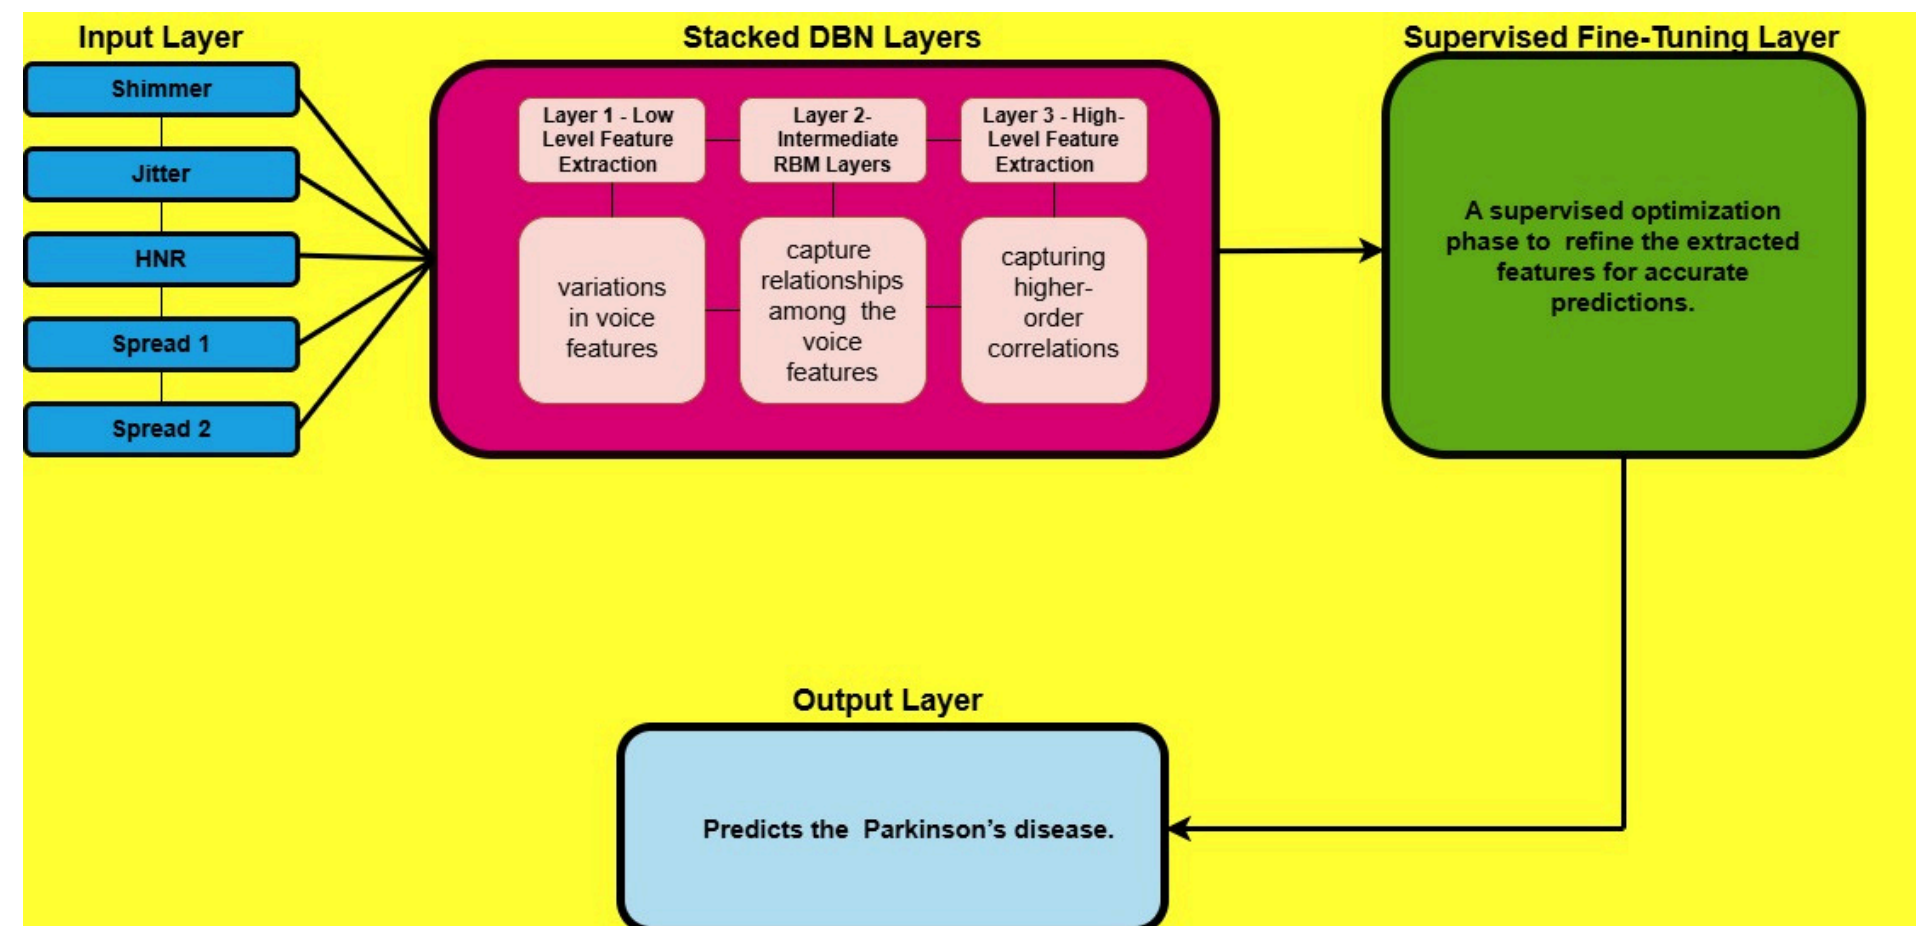 Input Layer
Shimmer
Jitter
HNR
Spread 1
Spread 2
Stacked DBN Layers
Layer 1 - Low
Level Feature
Extraction
Layer 2-
Intermediate
RBM Layers
Layer 3 - High-
Level Feature
Extraction
variations
in voice
features
capture
relationships
among the
voice
features
capturing
higher-
order
correlations
Supervised Fine-Tuning Layer
A supervised optimization
phase to refine the extracted
features for accurate
predictions.
Output Layer
Predicts the Parkinson’s disease.